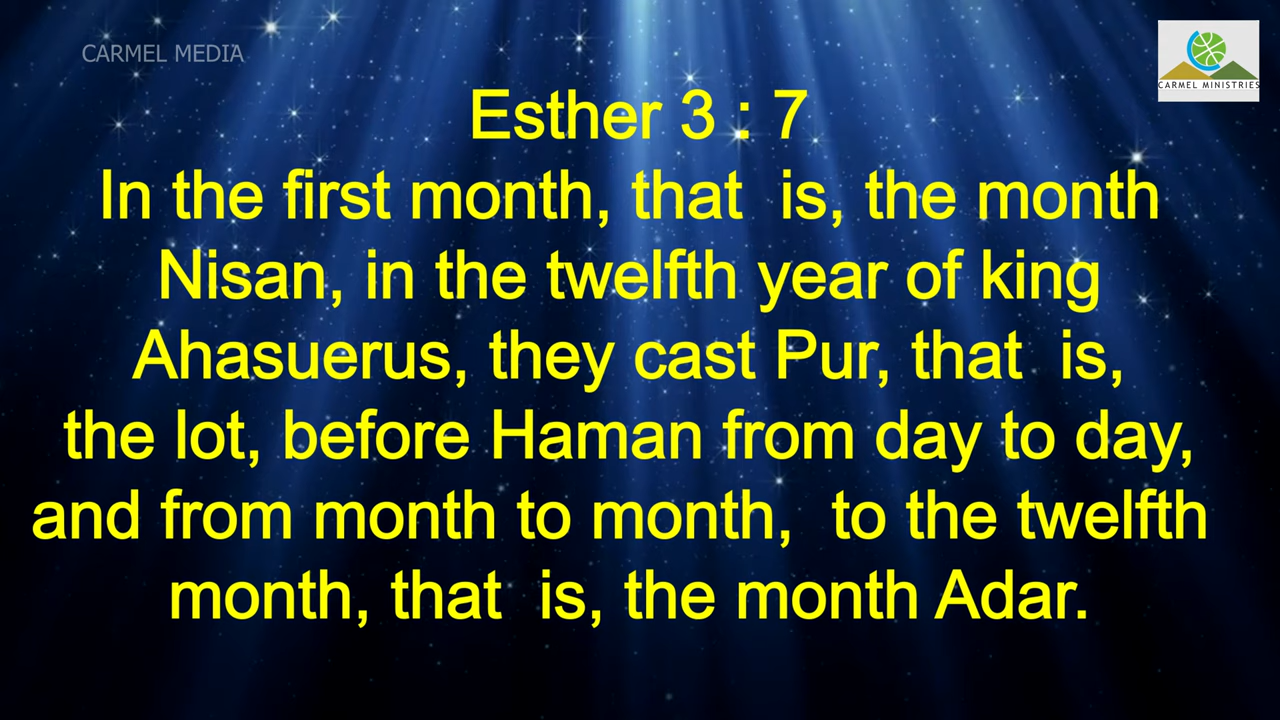 CARMEL MEDIA
CARMEL MINISTRIES
Esther 3 : 7
In the first month, that  is, the month
Nisan, in the twelfth year of king
Ahasuerus, they cast Pur, that  is,
the lot, before Haman from day to day,
and from month to month,  to the twelfth
month, that  is, the month Adar.